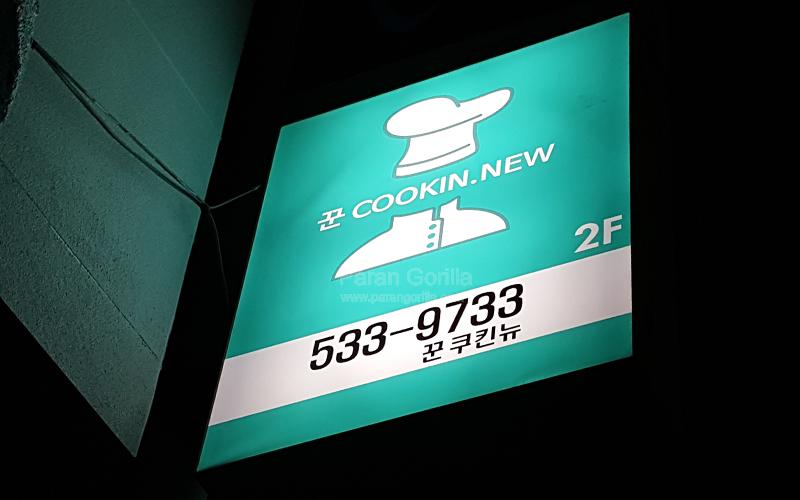 꾼 COOKIN.NEW
2F
Paran Gorilla
www.parangorilla.com
533-9733
꾼 쿠킨뉴